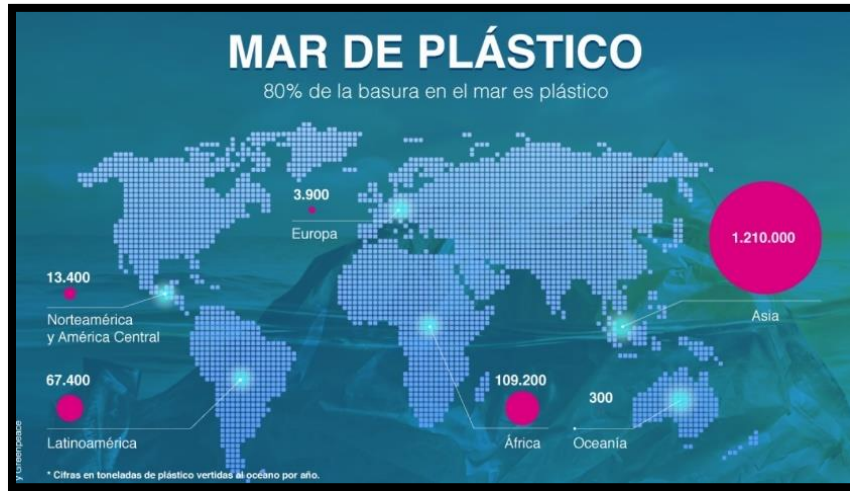 MAR DE PLÁSTICO
80% de la basura en el mar es plástico
3.900
Europa
1.210.000
Asia
13.400
Norteamérica
y América Central
67.400
Latinoamérica
109.200
África
300
Oceanía
* Cifras en toneladas de plástico vertidas al océano por año.
y Greenpeace